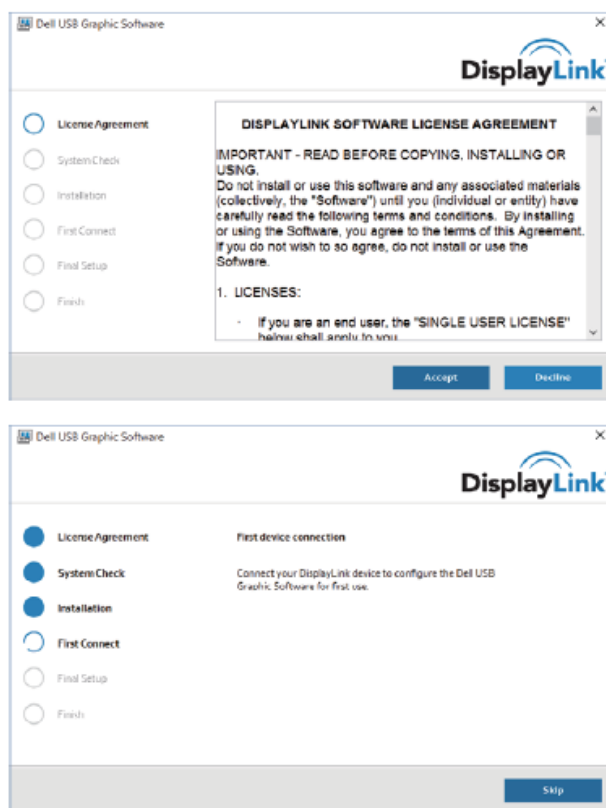 Dell USB Graphic Software
DisplayLink
License Agreement
System Check
Installation
First Connect
Final Setup
Finish
DISPLAYLINK SOFTWARE LICENSE AGREEMENT
IMPORTANT - READ BEFORE COPYING, INSTALLING OR
USING.
Do not install or use this software and any associated materials
(collectively, the "Software") until you (individual or entity) have
carefully read the following terms and conditions. By installing
or using the Software, you agree to the terms of this Agreement.
If you do not wish to so agree, do not install or use the
Software.
1. LICENSES:
- If you are an end user, the "SINGLE USER LICENSE"
below shall apply to you
Accept
Decline
Dell USB Graphic Software
DisplayLink
License Agreement
System Check
Installation
First Connect
Final Setup
Finish
First device connection
Connect your DisplayLink device to configure the Dell USB
Graphic Software for first use.
Skip